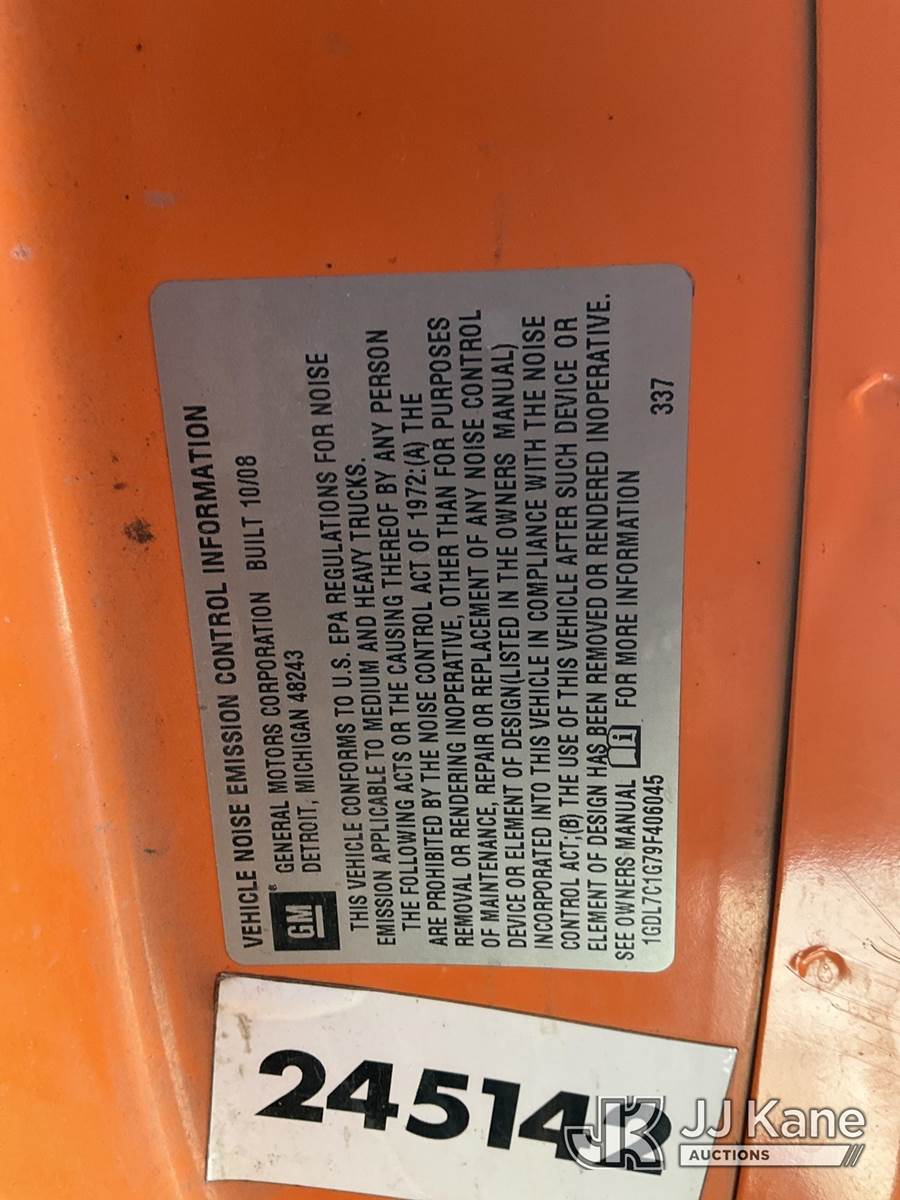 VEHICLE NOISE EMISSION CONTROL INFORMATION
GM ®
GENERAL MOTORS CORPORATION BUILT 10/08
DETROIT, MICHIGAN 48243
THIS VEHICLE CONFORMS TO U.S. EPA REGULATIONS FOR NOISE
EMISSION APPLICABLE TO MEDIUM AND HEAVY TRUCKS.
THE FOLLOWING ACTS OR THE CAUSING THEREOF BY ANY PERSON
ARE PROHIBITED BY THE NOISE CONTROL ACT OF 1972:(A) THE
REMOVAL OR RENDERING INOPERATIVE, OTHER THAN FOR PURPOSES
OF MAINTENANCE, REPAIR OR REPLACEMENT OF ANY NOISE CONTROL
DEVICE OR ELEMENT OF DESIGN(LISTED IN THE OWNERS MANUAL)
INCORPORATED INTO THIS VEHICLE IN COMPLIANCE WITH THE NOISE
CONTROL ACT;(B) THE USE OF THIS VEHICLE AFTER SUCH DEVICE OR
ELEMENT OF DESIGN HAS BEEN REMOVED OR RENDERED INOPERATIVE.
SEE OWNERS MANUAL i FOR MORE INFORMATION
1GDL7C1G79F406045 337
JJ Kane
AUCTIONS